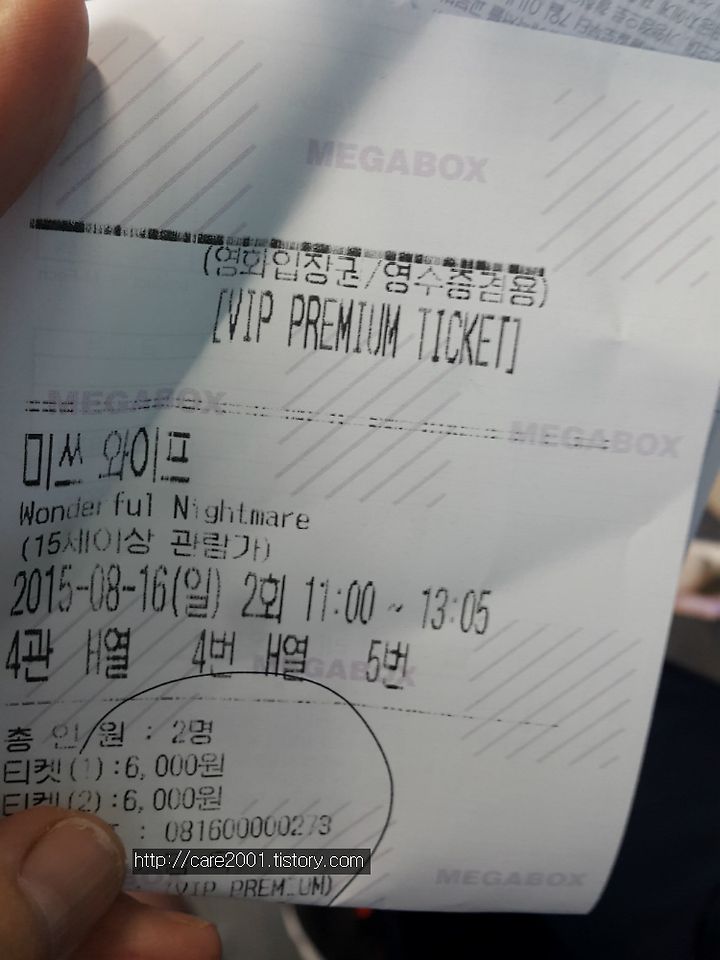 MEGABOX
(영화입장권/영수증겸용)
[VIP PREMIUM TICKET]
MEGABOX
MEGABOX
미쓰 와이프
Wonderful Nightmare
(15세이상 관람가)
2015-08-16(일) 2회 11:00 ~ 13:05
4관 H열 4번 H열 5번
MEGABOX
총 인 원 : 2명
티켓(1):6,000원
티켓(2):6,000원
: 081600000273
http://care2001.tistory.com
(VIP PREMIUM)
MEGABOX